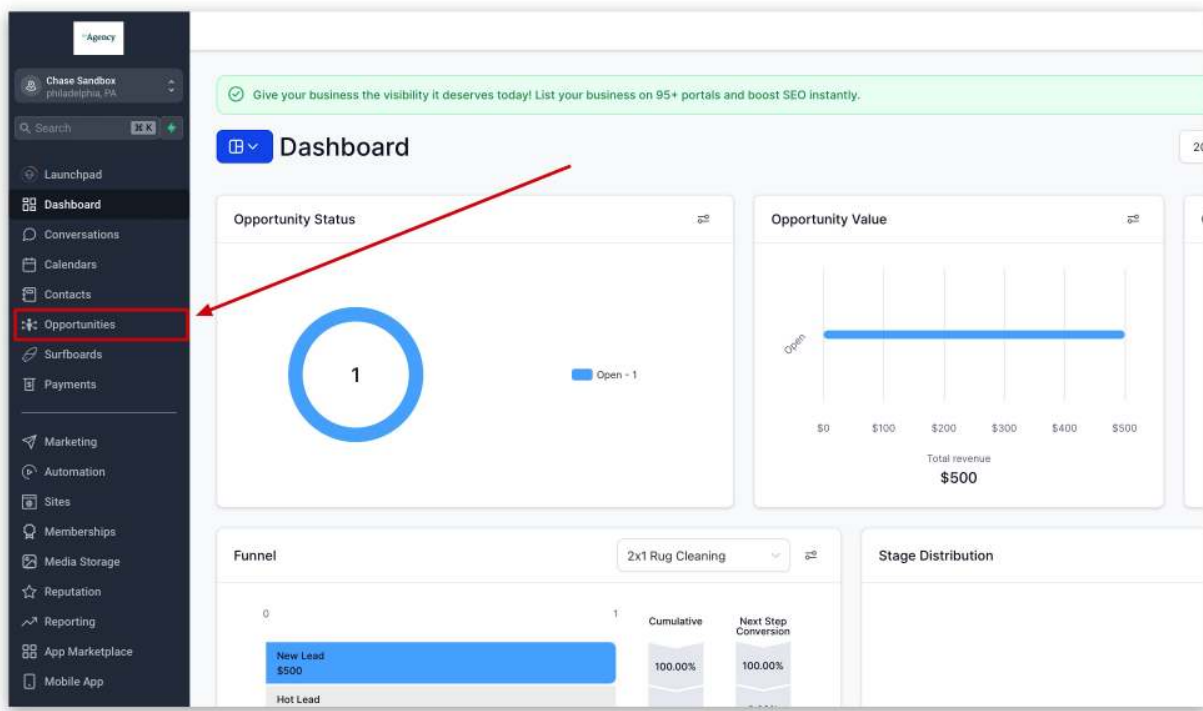 Agency
Chase Sandbox
philadelphia, PA
Search ⌘ K
Launchpad
Dashboard
Conversations
Calendars
Contacts
Opportunities
Surfboards
Payments
Marketing
Automation
Sites
Memberships
Media Storage
Reputation
Reporting
App Marketplace
Mobile App
Give your business the visibility it deserves today! List your business on 95+ portals and boost SEO instantly.
Dashboard
20
Opportunity Status
1
Open - 1
Opportunity Value
Open
$0 $100 $200 $300 $400 $500
Total revenue
$500
Funnel
2x1 Rug Cleaning
0 1
Cumulative
Next Step
Conversion
New Lead
$500
100.00%
100.00%
Hot Lead
Stage Distribution